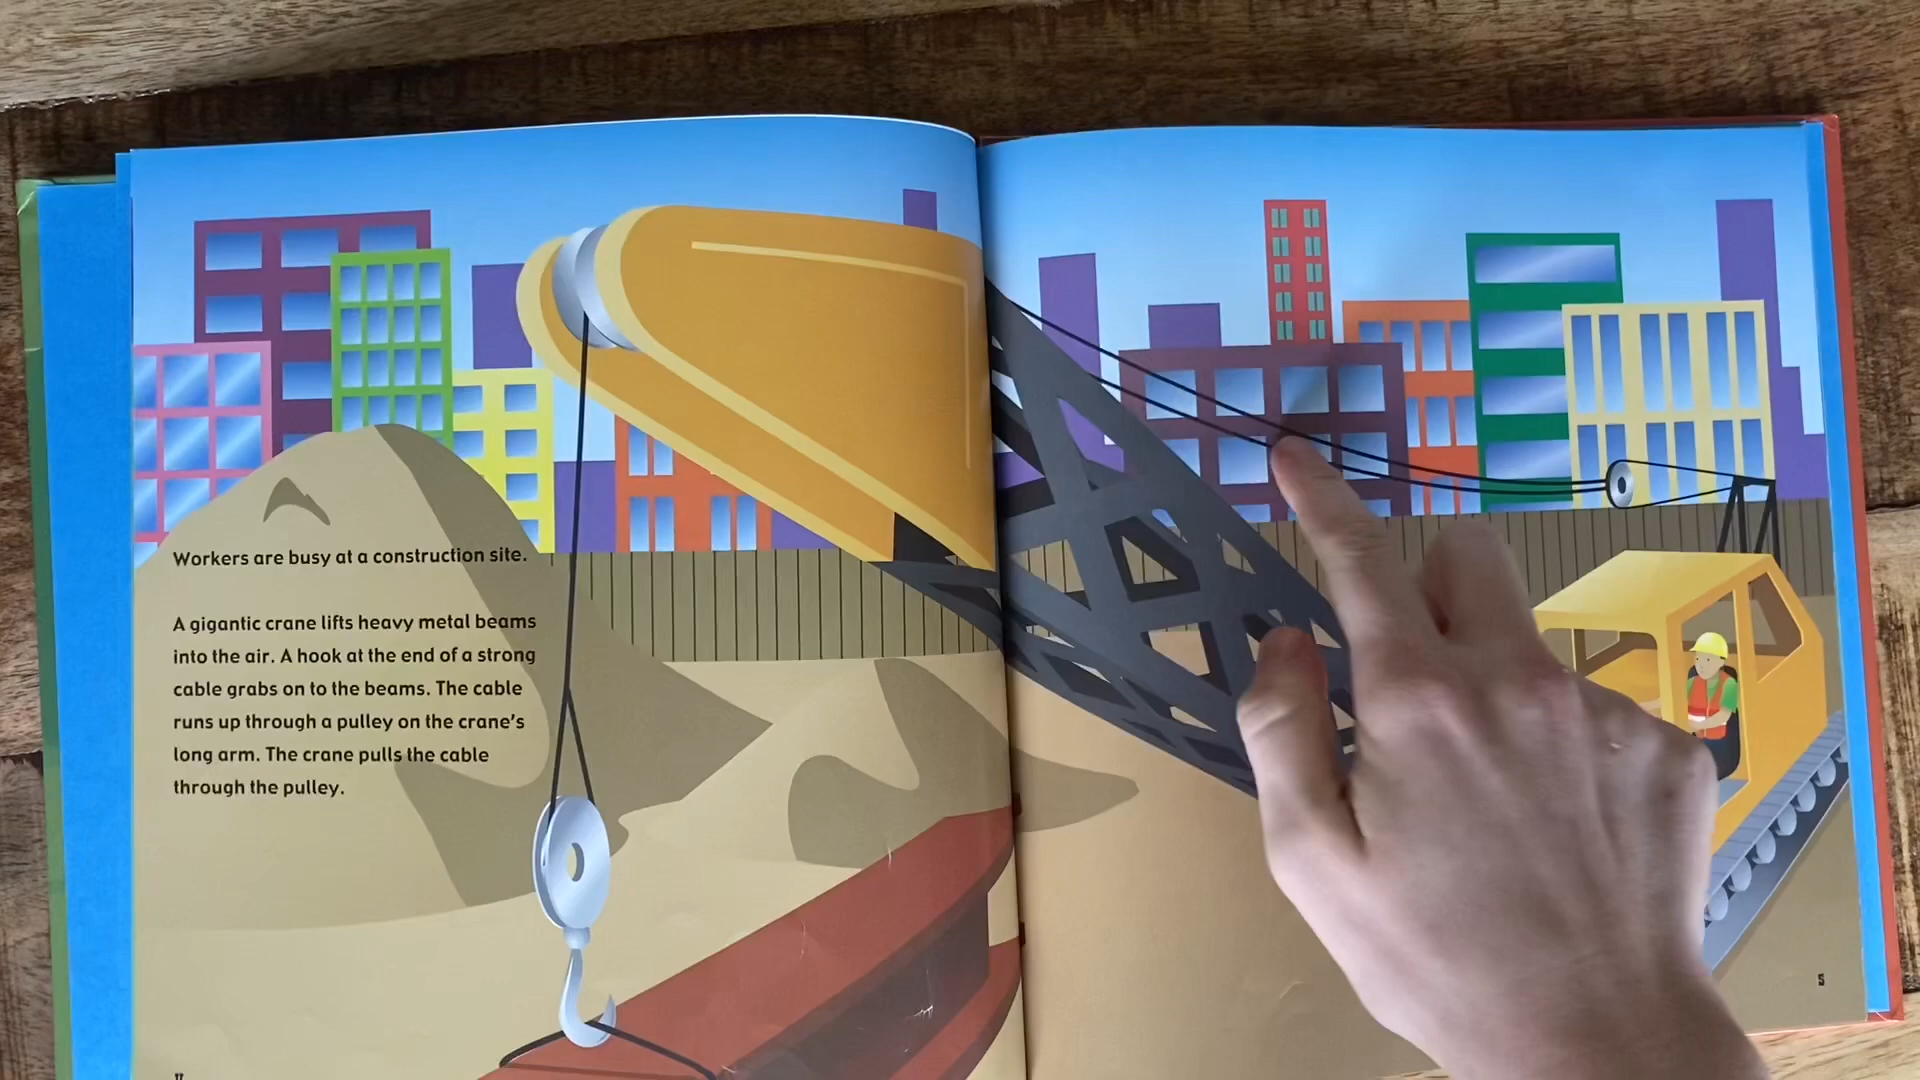 Workers are busy at a construction site.
A gigantic crane lifts heavy metal beams
into the air. A hook at the end of a strong
cable grabs on to the beams. The cable
runs up through a pulley on the crane's
long arm. The crane pulls the cable
through the pulley.
5